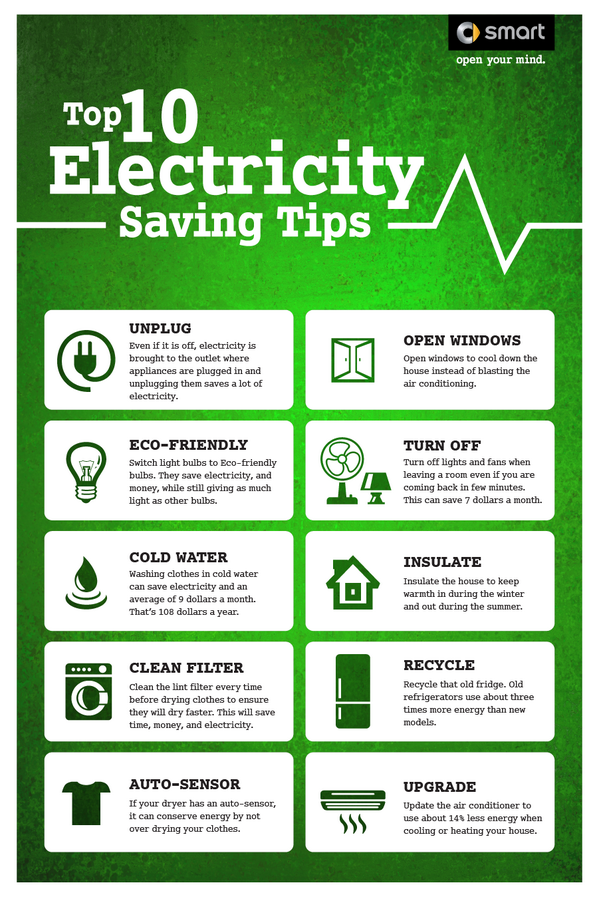 smart
open your mind.
Top 10
Electricity
Saving Tips
UNPLUG
Even if it is off, electricity is
brought to the outlet where
appliances are plugged in and
unplugging them saves a lot of
electricity.
OPEN WINDOWS
Open windows to cool down the
house instead of blasting the
air conditioning.
ECO-FRIENDLY
Switch light bulbs to Eco-friendly
bulbs. They save electricity, and
money, while still giving as much
light as other bulbs.
TURN OFF
Turn off lights and fans when
leaving a room even if you are
coming back in few minutes.
This can save 7 dollars a month.
COLD WATER
Washing clothes in cold water
can save electricity and an
average of 9 dollars a month.
That's 108 dollars a year.
INSULATE
Insulate the house to keep
warmth in during the winter
and out during the summer.
CLEAN FILTER
Clean the lint filter every time
before drying clothes to ensure
they will dry faster. This will save
time, money, and electricity.
RECYCLE
Recycle that old fridge. Old
refrigerators use about three
times more energy than new
models.
AUTO-SENSOR
If your dryer has an auto-sensor,
it can conserve energy by not
over drying your clothes.
UPGRADE
Update the air conditioner to
use about 14% less energy when
cooling or heating your house.